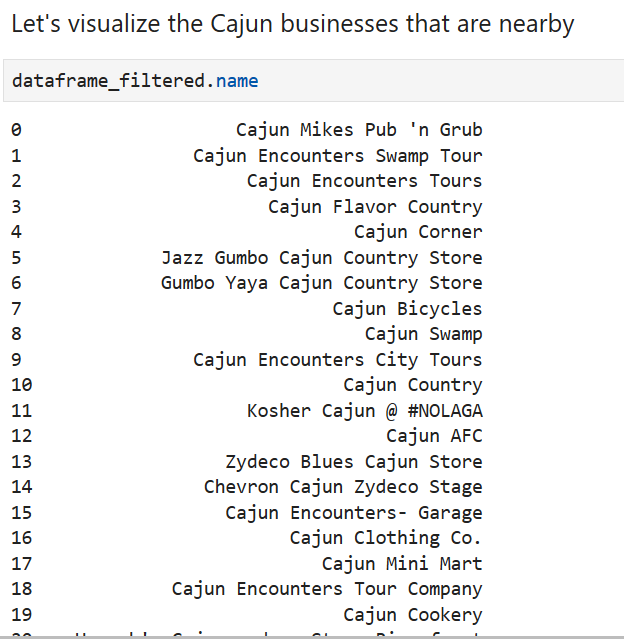 Let's visualize the Cajun businesses that are nearby
dataframe_filtered.name
0 Cajun Mikes Pub 'n Grub
1 Cajun Encounters Swamp Tour
2 Cajun Encounters Tours
3 Cajun Flavor Country
4 Cajun Corner
5 Jazz Gumbo Cajun Country Store
6 Gumbo Yaya Cajun Country Store
7 Cajun Bicycles
8 Cajun Swamp
9 Cajun Encounters City Tours
10 Cajun Country
11 Kosher Cajun @ #NOLAGA
12 Cajun AFC
13 Zydeco Blues Cajun Store
14 Chevron Cajun Zydeco Stage
15 Cajun Encounters- Garage
16 Cajun Clothing Co.
17 Cajun Mini Mart
18 Cajun Encounters Tour Company
19 Cajun Cookery